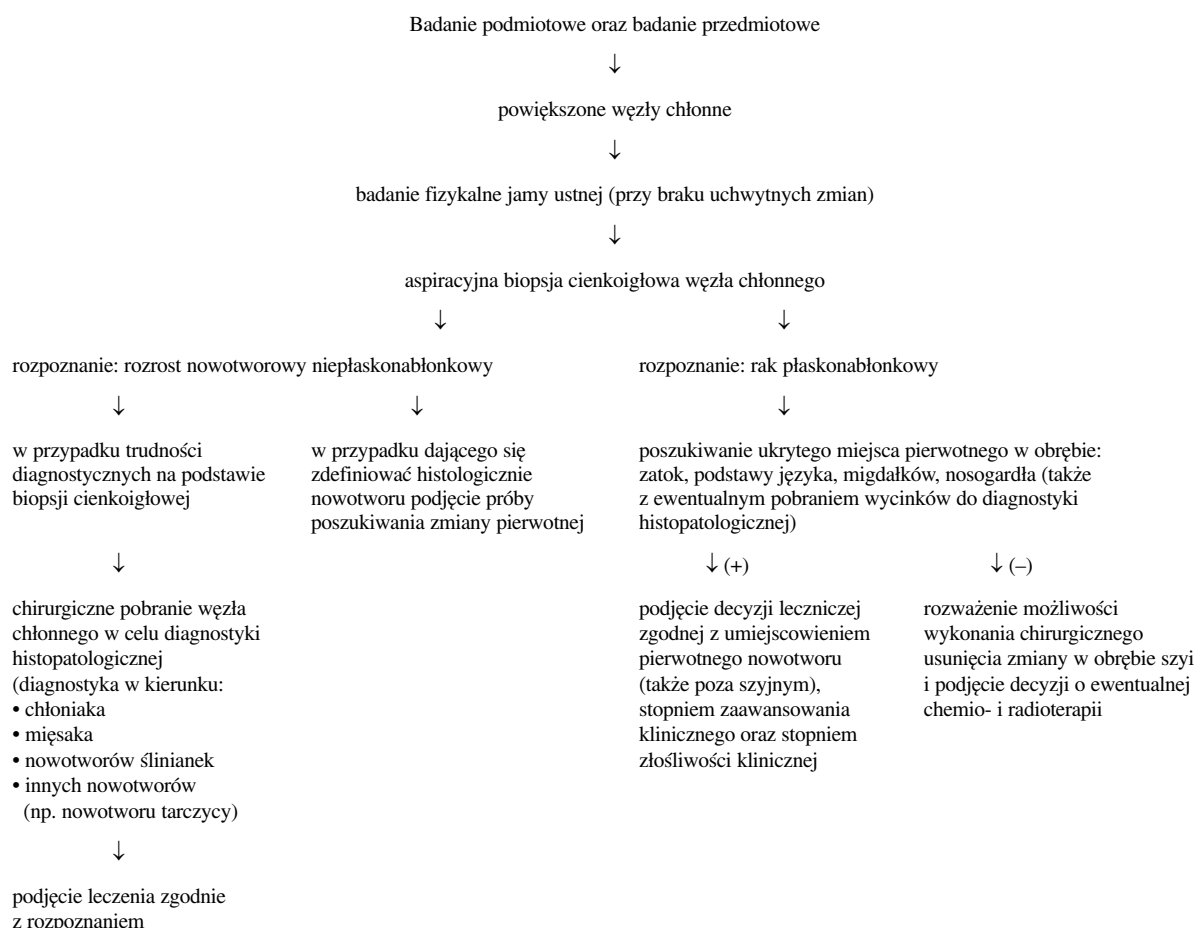 Badanie podmiotowe oraz badanie przedmiotowe
↓
powiększone węzły chłonne
↓
badanie fizykalne jamy ustnej (przy braku uchwytnych zmian)
↓
aspiracyjna biopsja cienkoigłowa węzła chłonnego
↓ ↓
rozpoznanie: rozrost nowotworowy niepłaskonabłonkowy
↓ ↓
w przypadku trudności
diagnostycznych na podstawie
biopsji cienkoigłowej
↓
chirurgiczne pobranie węzła
chłonnego w celu diagnostyki
histopatologicznej
(diagnostyka w kierunku:
• chłoniaka
• mięsaka
• nowotworów ślinianek
• innych nowotworów
(np. nowotworu tarczycy)
↓
podjęcie leczenia zgodnie
z rozpoznaniem
w przypadku dającego się
zdefiniować histologicznie
nowotworu podjęcie próby
poszukiwania zmiany pierwotnej
rozpoznanie: rak płaskonabłonkowy
↓
poszukiwanie ukrytego miejsca pierwotnego w obrębie:
zatok, podstawy języka, migdałków, nosogardła (także
z ewentualnym pobraniem wycinków do diagnostyki
histopatologicznej)
↓ (+)
podjęcie decyzji leczniczej
zgodnej z umiejscowieniem
pierwotnego nowotworu
(także poza szyjnym),
stopniem zaawansowania
klinicznego oraz stopniem
złośliwości klinicznej
↓ (–)
rozważenie możliwości
wykonania chirurgicznego
usunięcia zmiany w obrębie szyi
i podjęcie decyzji o ewentualnej
chemio- i radioterapii